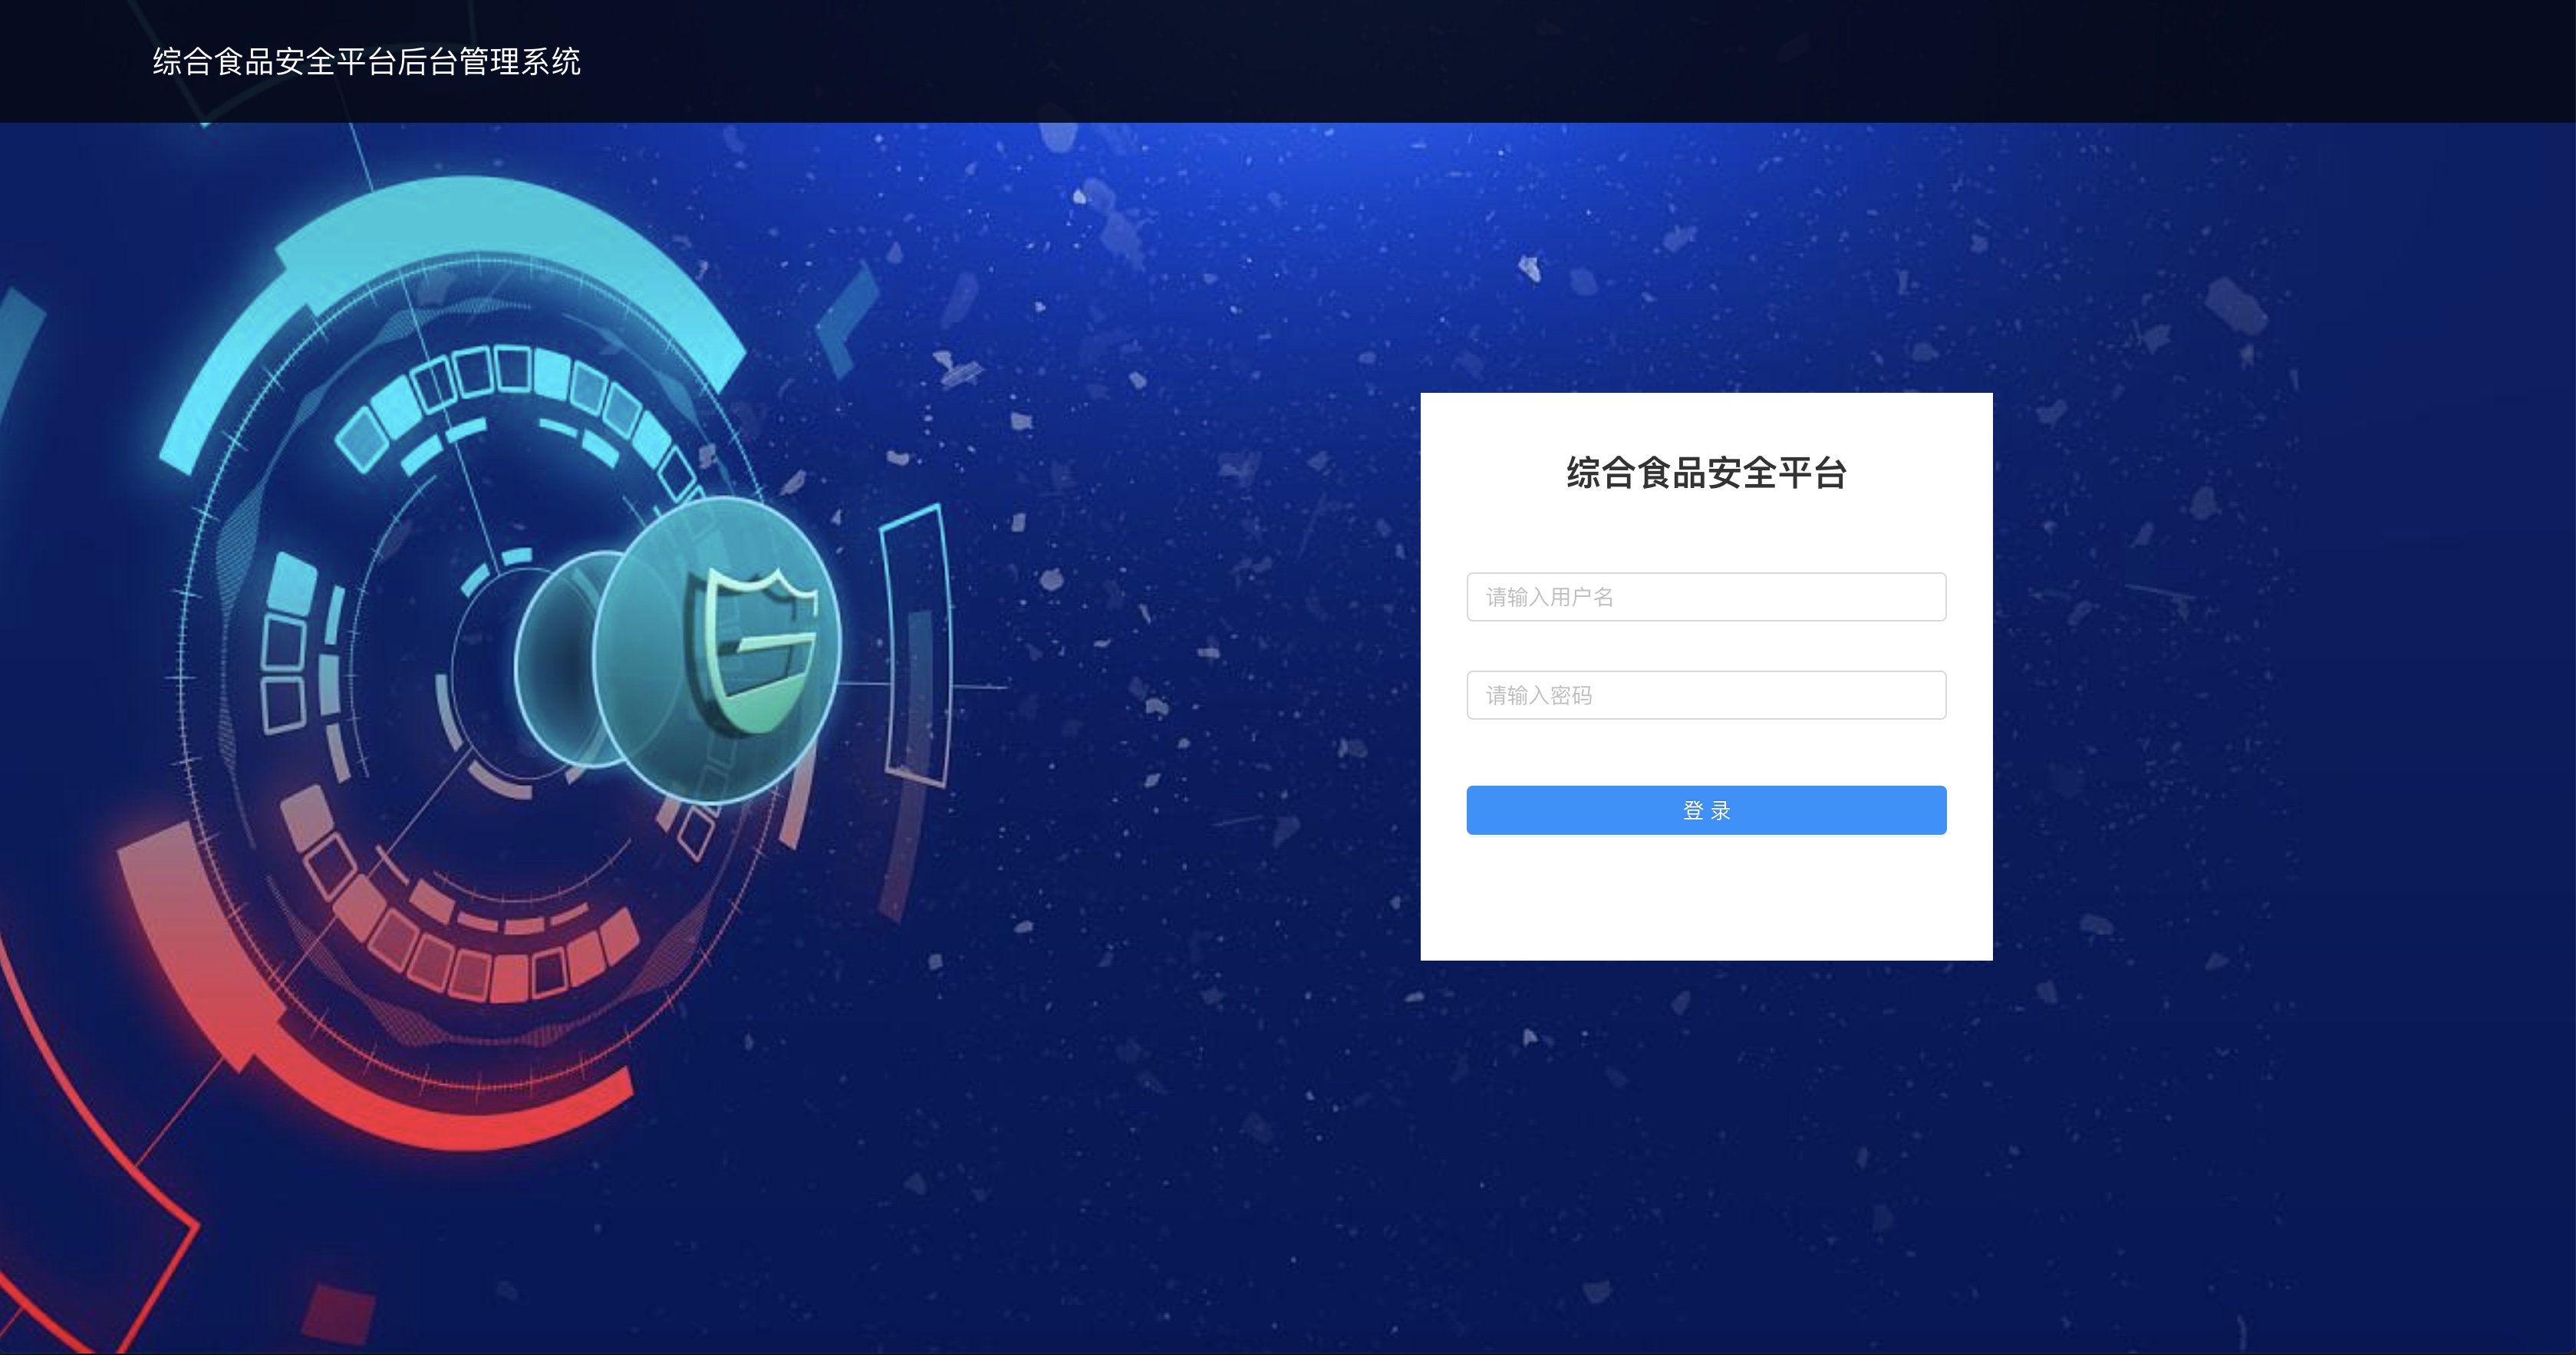 综合食品安全平台后台管理系统
综合食品安全平台
请输入用户名
请输入密码
登 录